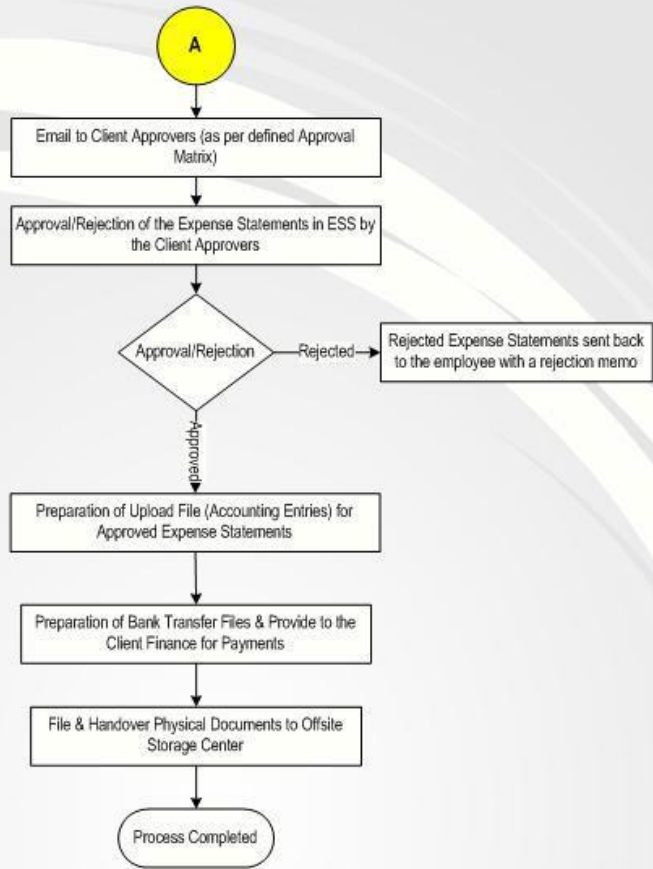 A
Email to Client Approvers (as per defined Approval
Matrix)
Approval/Rejection of the Expense Statements in ESS by
the Client Approvers
Approval/Rejection
Rejected
Rejected Expense Statements sent back
to the employee with a rejection memo
Approved
Preparation of Upload File (Accounting Entries) for
Approved Expense Statements
Preparation of Bank Transfer Files & Provide to the
Client Finance for Payments
File & Handover Physical Documents to Offsite
Storage Center
Process Completed